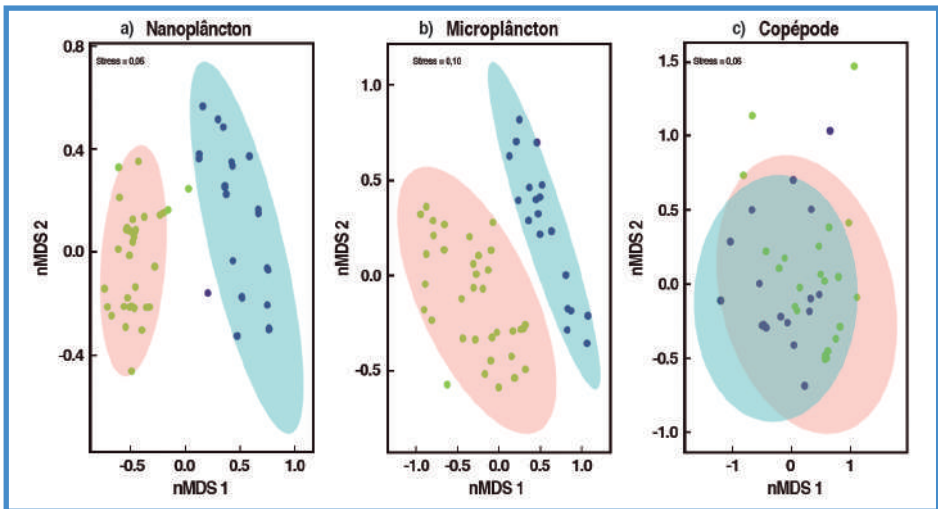 a) Nanoplâncton
Stress = 0,06
0.8
0.4
0.0
-0.4
nMDS 2
-0.5
0.0
0.5
1.0
nMDS 1
b) Microplâncton
Stress = 0,10
1.0
0.5
0.0
-0.5
nMDS 2
-1.0
-0.5
0.0
0.5
1.0
nMDS 1
c) Copépode
Stress = 0,06
1.5
1.0
0.5
0.0
-0.5
-1.0
nMDS 2
-1
0
1
nMDS 1